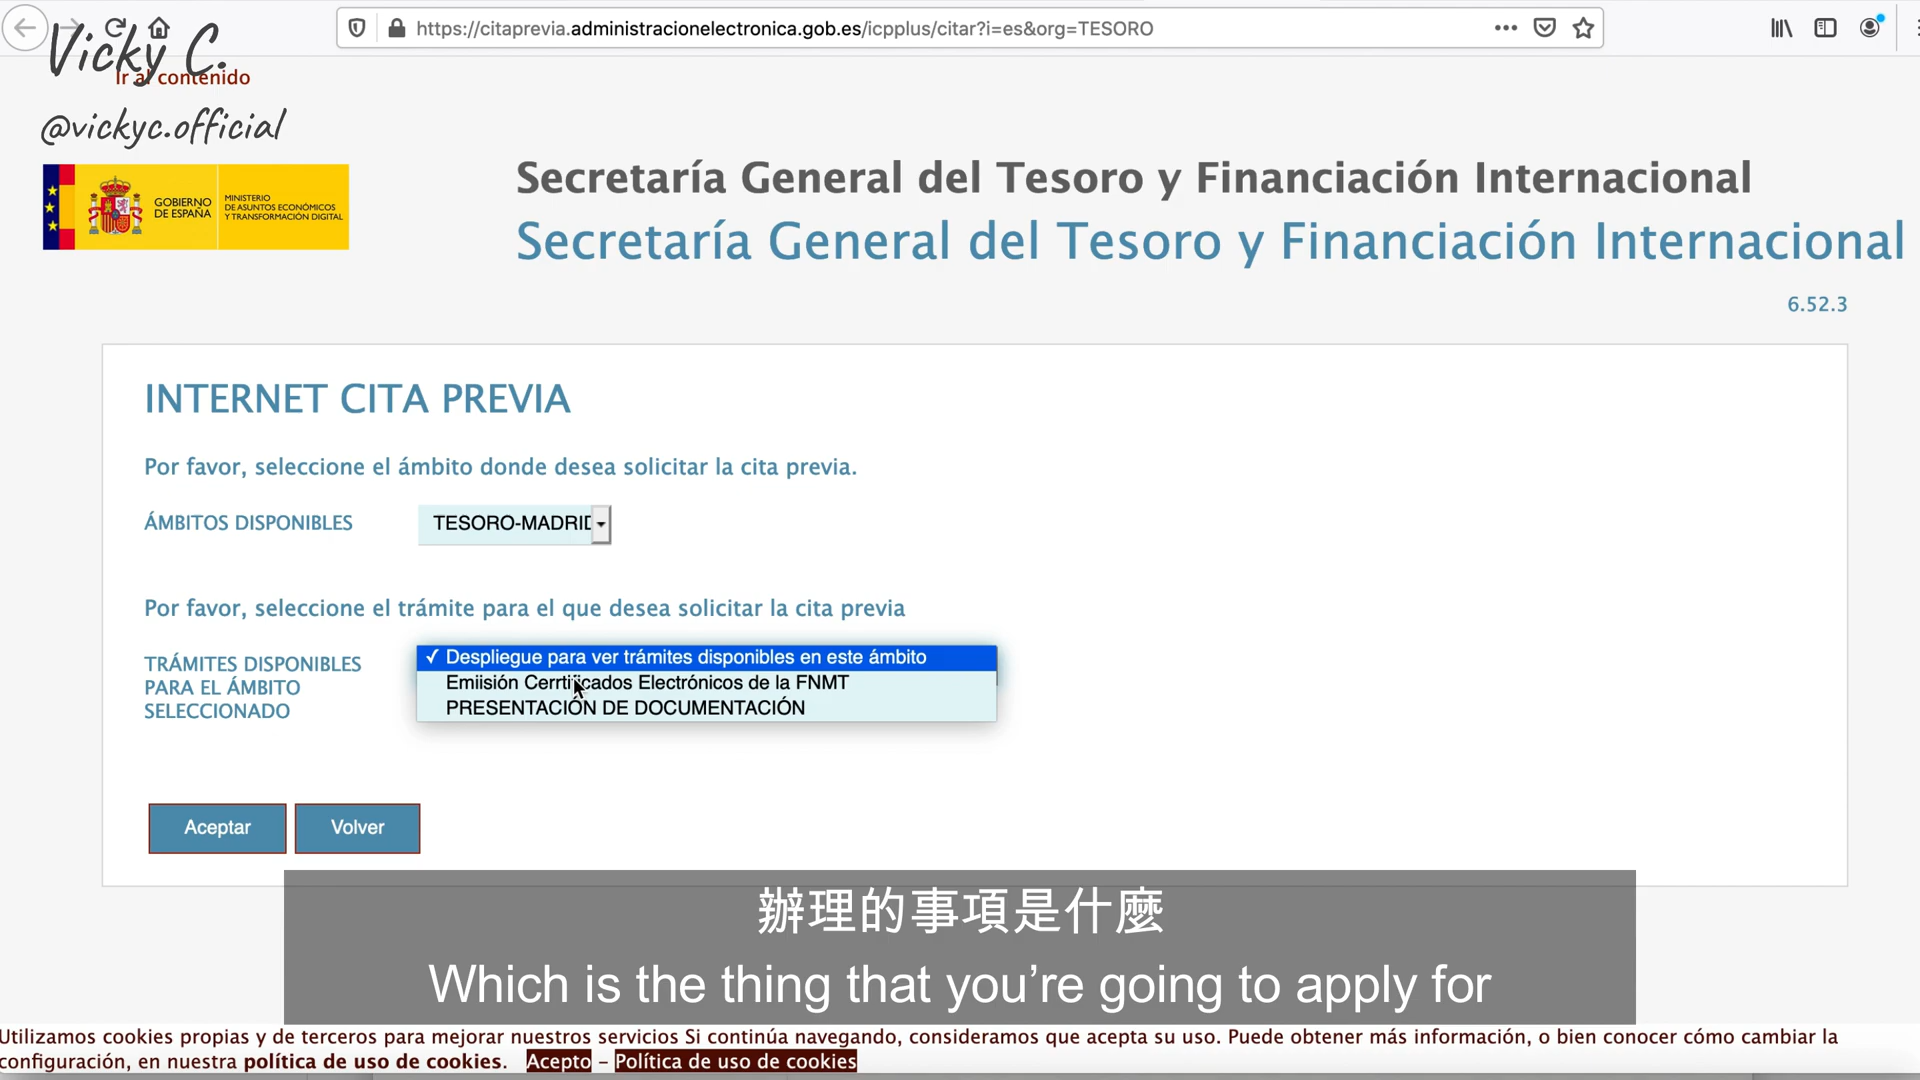 https://citaprevia.administracionelectronica.gob.es/icpplus/citar?i=es&org=TESORO
Vicky C.
Ir al contenido
@vickyc.official
GOBIERNO
DE ESPAÑA
MINISTERIO
DE ASUNTOS ECONÓMICOS
Y TRANSFORMACIÓN DIGITAL
Secretaría General del Tesoro y Financiación Internacional
Secretaría General del Tesoro y Financiación Internacional
6.52.3
INTERNET CITA PREVIA
Por favor, seleccione el ámbito donde desea solicitar la cita previa.
ÁMBITOS DISPONIBLES
TESORO-MADRID
Por favor, seleccione el trámite para el que desea solicitar la cita previa
TRÁMITES DISPONIBLES
PARA EL ÁMBITO
SELECCIONADO
✓ Despliegue para ver trámites disponibles en este ámbito
Emiisión Cerrtificados Electrónicos de la FNMT
PRESENTACIÓN DE DOCUMENTACIÓN
Aceptar
Volver
辦理的事項是什麼
Which is the thing that you're going to apply for
Utilizamos cookies propias y de terceros para mejorar nuestros servicios Si continúa navegando, consideramos que acepta su uso. Puede obtener más información, o bien conocer cómo cambiar la
configuración, en nuestra política de uso de cookies. Acepto – Política de uso de cookies